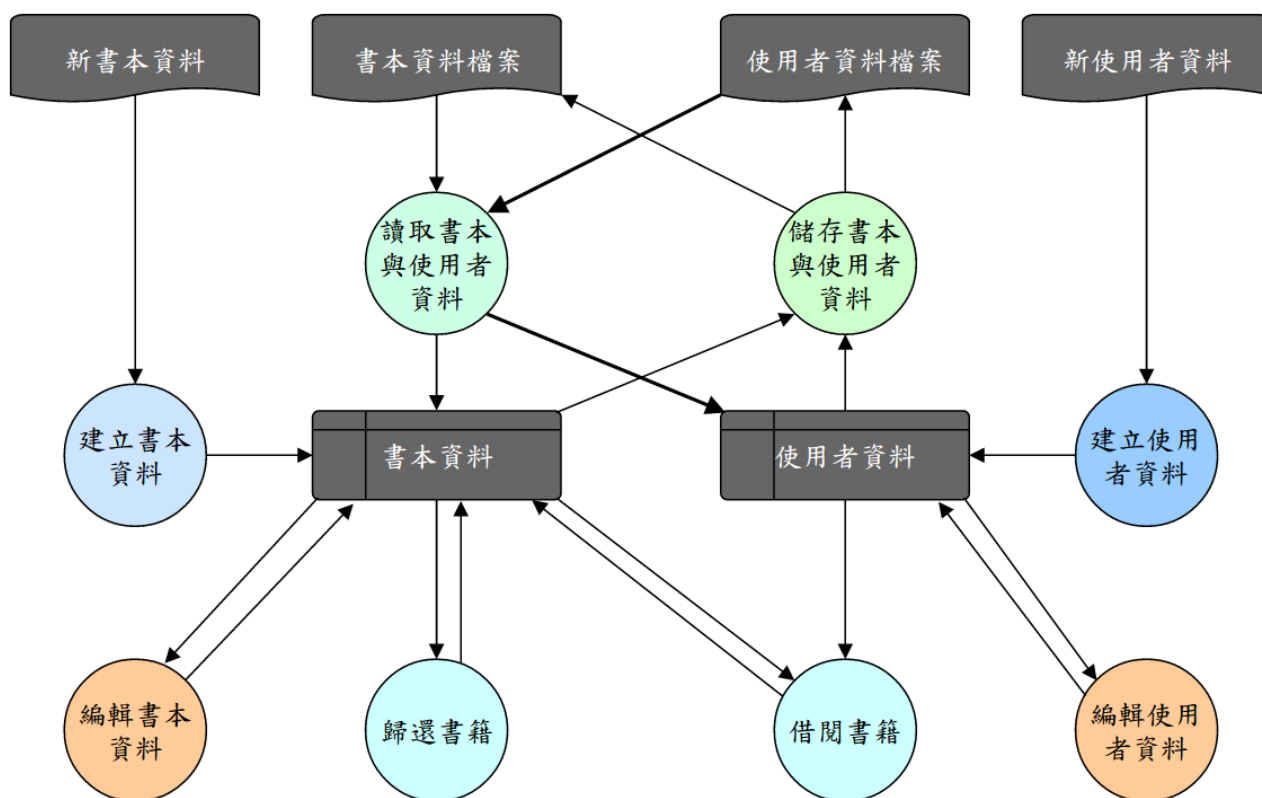 新書本資料
書本資料檔案
使用者資料檔案
新使用者資料
讀取書本
與使用者
資料
儲存書本
與使用者
資料
建立書本
資料
書本資料
使用者資料
建立使用
者資料
編輯書本
資料
歸還書籍
借閱書籍
編輯使用
者資料